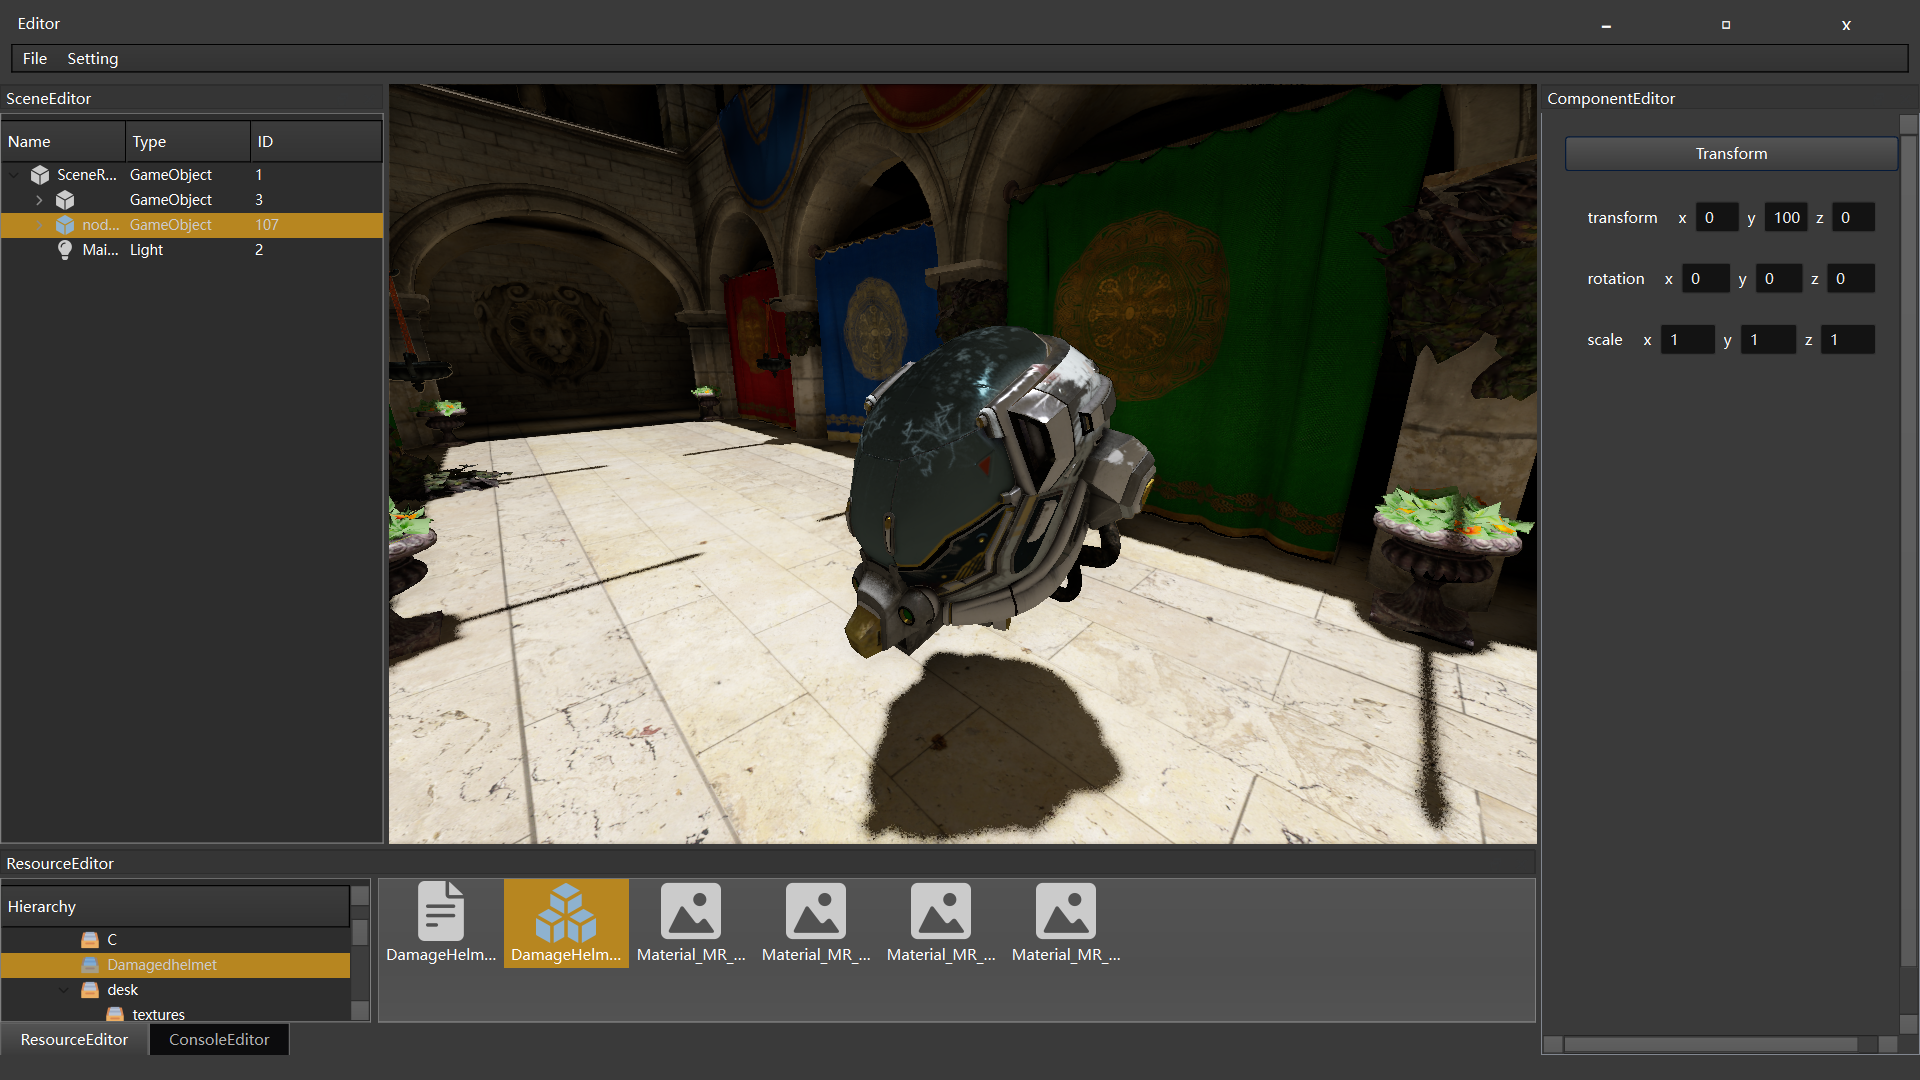 Editor
x
File Setting
SceneEditor
Name Type ID
SceneR... GameObject 1
GameObject 3
nod... GameObject 107
Mai... Light 2
ComponentEditor
Transform
transform x 0 y 100 z 0
rotation x 0 y 0 z 0
scale x 1 y 1 z 1
ResourceEditor
Hierarchy
C
Damagedhelmet
desk
textures
DamageHelm... DamageHelm... Material_MR_... Material_MR_... Material_MR_... Material_MR_...
ResourceEditor ConsoleEditor